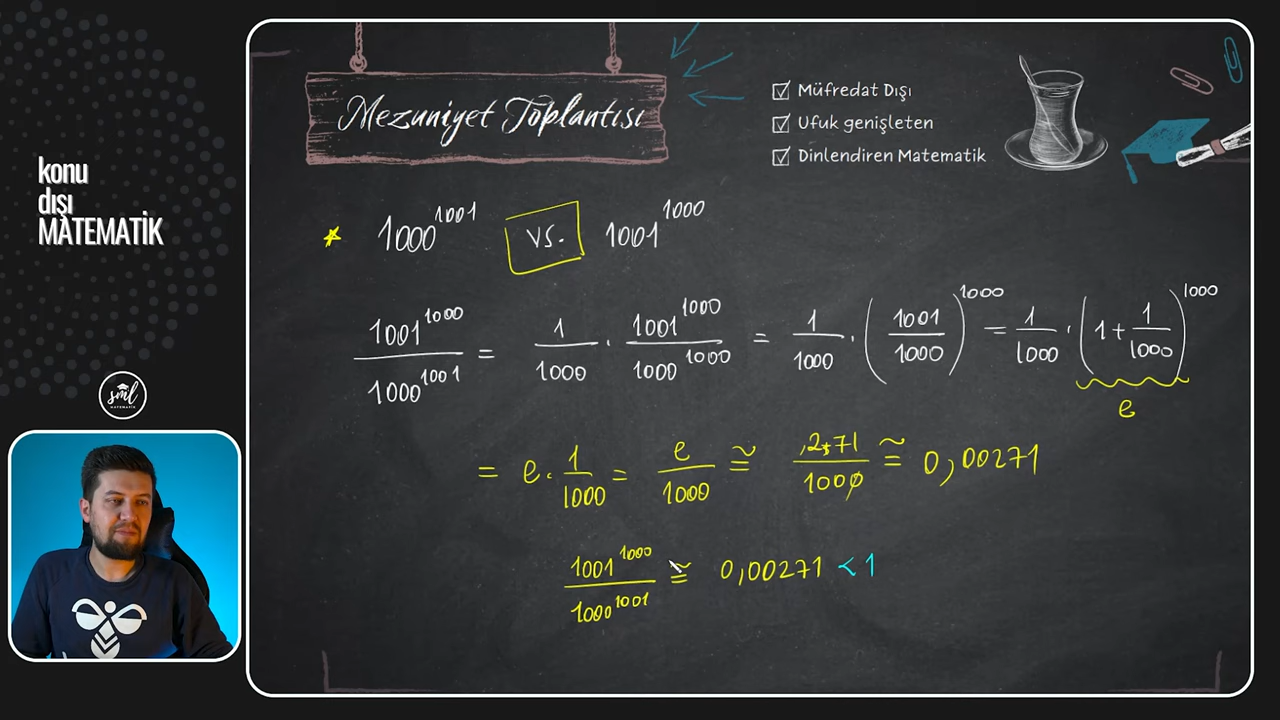 konu
dışı
MATEMATİK
sml
MATEMATİK
Mezuniyet Toplantısı
☑ Müfredat Dışı
☑ Ufuk genişleten
☑ Dinlendiren Matematik
* 1000^1001 vs. 1001^1000
1001^1000 / 1000^1001 = 1/1000 . 1001^1000 / 1000^1000 = 1/1000 . (1001/1000)^1000 = 1/1000 . (1 + 1/1000)^1000
e
= e . 1/1000 = e/1000 ≅ 2,71/1000 ≅ 0,00271
1001^1000 / 1000^1001 ≅ 0,00271 < 1